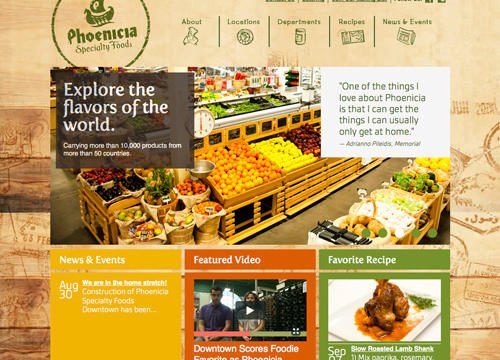 Phoenicia
Specialty Foods
About
Locations
Departments
Recipes
News & Events
Explore the
flavors of the
world.
Carrying more than 10,000 products from
more than 50 countries.
"One of the things I
love about Phoenicia
is that I can get the
things I can usually
only get at home."
— Adrianno Pileidis, Memorial
News & Events
Aug
30
We are in the home stretch!
Construction of Phoenicia
Specialty Foods
Downtown has been...
Featured Video
Downtown Scores Foodie
Favorite as Phoenicia
Favorite Recipe
Sep
07
Slow Roasted Lamb Shank
1) Mix paprika, rosemary